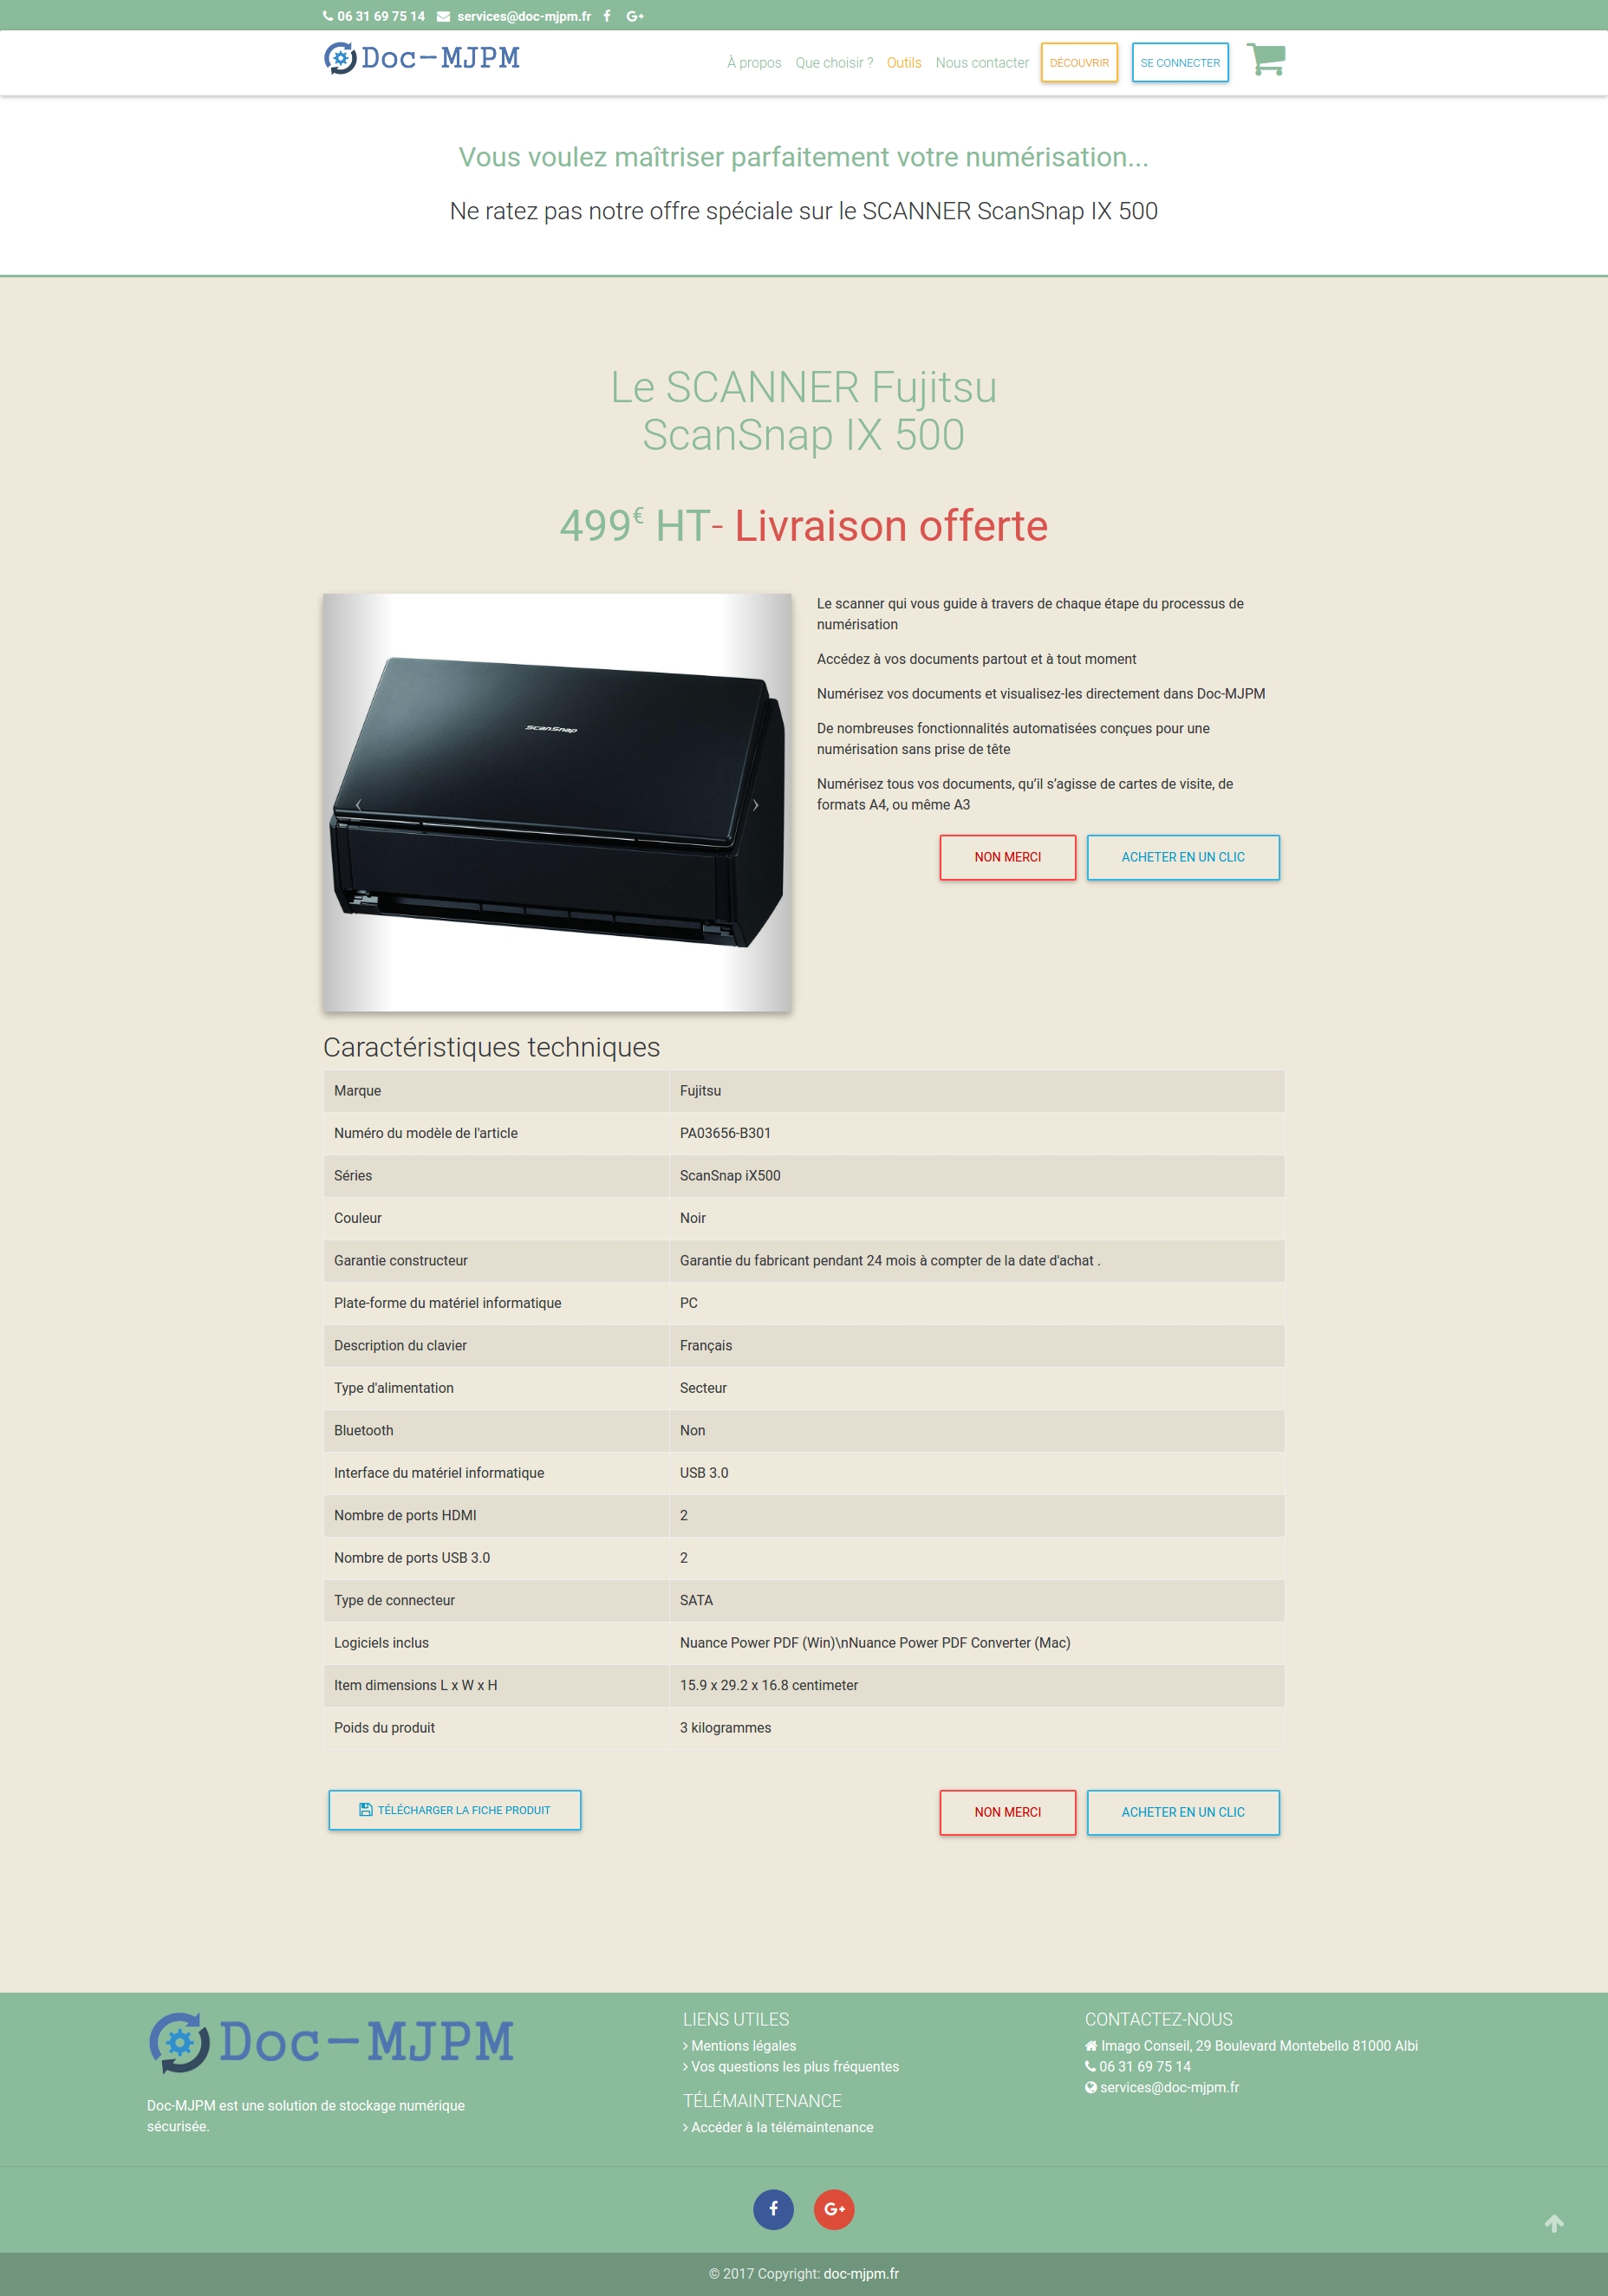 06 31 69 75 14 services@doc-mjpm.fr
Doc-MJPM
À propos Que choisir ? Outils Nous contacter DÉCOUVRIR SE CONNECTER
Vous voulez maîtriser parfaitement votre numérisation...
Ne ratez pas notre offre spéciale sur le SCANNER ScanSnap IX 500
Le SCANNER Fujitsu
ScanSnap IX 500
499€ HT- Livraison offerte
ScanSnap
Le scanner qui vous guide à travers de chaque étape du processus de
numérisation
Accédez à vos documents partout et à tout moment
Numérisez vos documents et visualisez-les directement dans Doc-MJPM
De nombreuses fonctionnalités automatisées conçues pour une
numérisation sans prise de tête
Numérisez tous vos documents, qu’il s’agisse de cartes de visite, de
formats A4, ou même A3
NON MERCI ACHETER EN UN CLIC
Caractéristiques techniques
Marque Fujitsu
Numéro du modèle de l'article PA03656-B301
Séries ScanSnap iX500
Couleur Noir
Garantie constructeur Garantie du fabricant pendant 24 mois à compter de la date d'achat .
Plate-forme du matériel informatique PC
Description du clavier Français
Type d'alimentation Secteur
Bluetooth Non
Interface du matériel informatique USB 3.0
Nombre de ports HDMI 2
Nombre de ports USB 3.0 2
Type de connecteur SATA
Logiciels inclus Nuance Power PDF (Win)\nNuance Power PDF Converter (Mac)
Item dimensions L x W x H 15.9 x 29.2 x 16.8 centimeter
Poids du produit 3 kilogrammes
TÉLÉCHARGER LA FICHE PRODUIT NON MERCI ACHETER EN UN CLIC
Doc-MJPM
Doc-MJPM est une solution de stockage numérique
sécurisée.
LIENS UTILES
Mentions légales
Vos questions les plus fréquentes
TÉLÉMAINTENANCE
Accéder à la télémaintenance
CONTACTEZ-NOUS
Imago Conseil, 29 Boulevard Montebello 81000 Albi
06 31 69 75 14
services@doc-mjpm.fr
© 2017 Copyright: doc-mjpm.fr